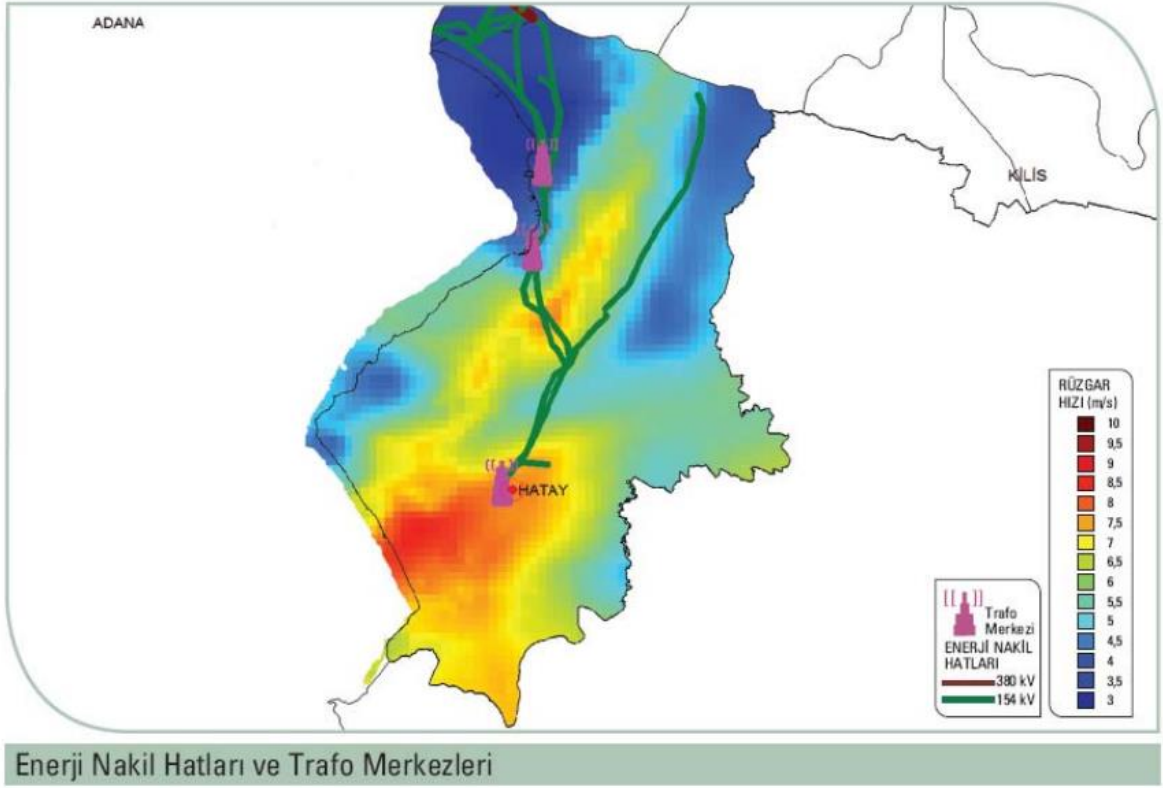 ADANA
KİLİS
HATAY
RÜZGAR
HIZI (m/s)
10
9,5
9
8,5
8
7,5
7
6,5
6
5,5
5
4,5
4
3,5
3
Trafo
Merkezi
ENERJİ NAKİL
HATLARI
380 kV
154 kV
Enerji Nakil Hatları ve Trafo Merkezleri